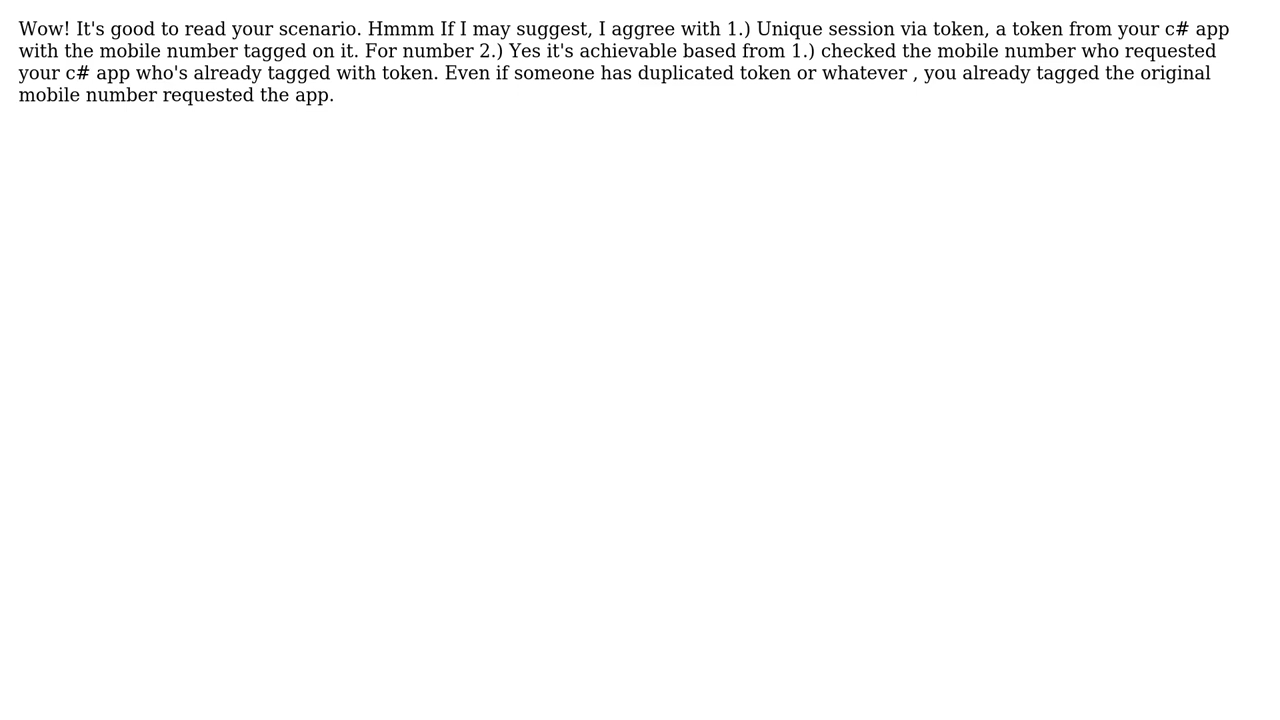 Wow! It's good to read your scenario. Hmmm If I may suggest, I aggree with 1.) Unique session via token, a token from your c# app
with the mobile number tagged on it. For number 2.) Yes it's achievable based from 1.) checked the mobile number who requested
your c# app who's already tagged with token. Even if someone has duplicated token or whatever , you already tagged the original
mobile number requested the app.